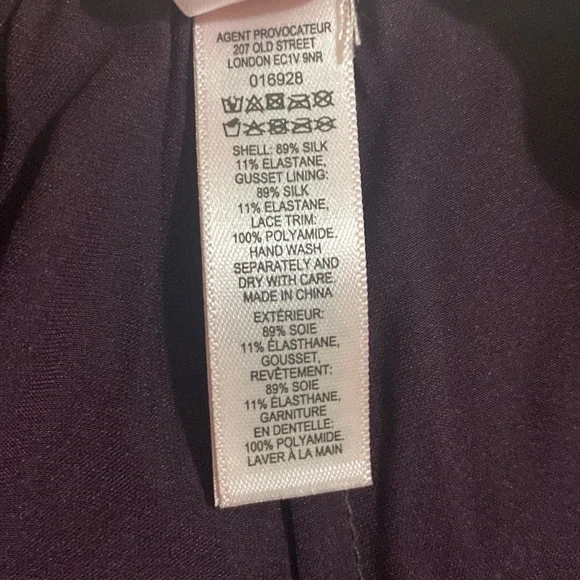 AGENT PROVOCATEUR
207 OLD STREET
LONDON EC1V 9NR
016928
SHELL: 89% SILK
11% ELASTANE,
GUSSET LINING:
89% SILK
11% ELASTANE,
LACE TRIM:
100% POLYAMIDE.
HAND WASH
SEPARATELY AND
DRY WITH CARE.
MADE IN CHINA
EXTÉRIEUR:
89% SOIE
11% ÉLASTHANE,
GOUSSET,
REVÊTEMENT:
89% SOIE
11% ÉLASTHANE,
GARNITURE
EN DENTELLE:
100% POLYAMIDE.
LAVER À LA MAIN